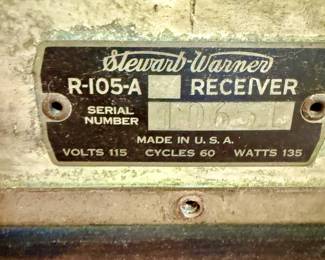 Stewart-Warner
R-105-A RECEIVER
SERIAL
NUMBER
MADE IN U.S.A.
VOLTS 115 CYCLES 60 WATTS 135